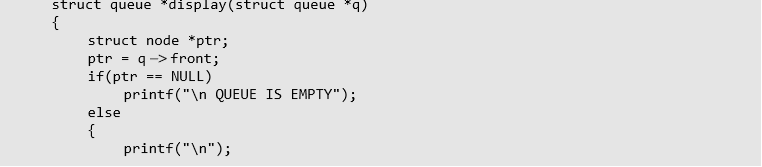 struct queue *display(struct queue *q)
{
struct node *ptr;
ptr = q —> front;
if(ptr == NULL)
printf("\n QUEUE IS EMPTY");
else
{
printf("\n");